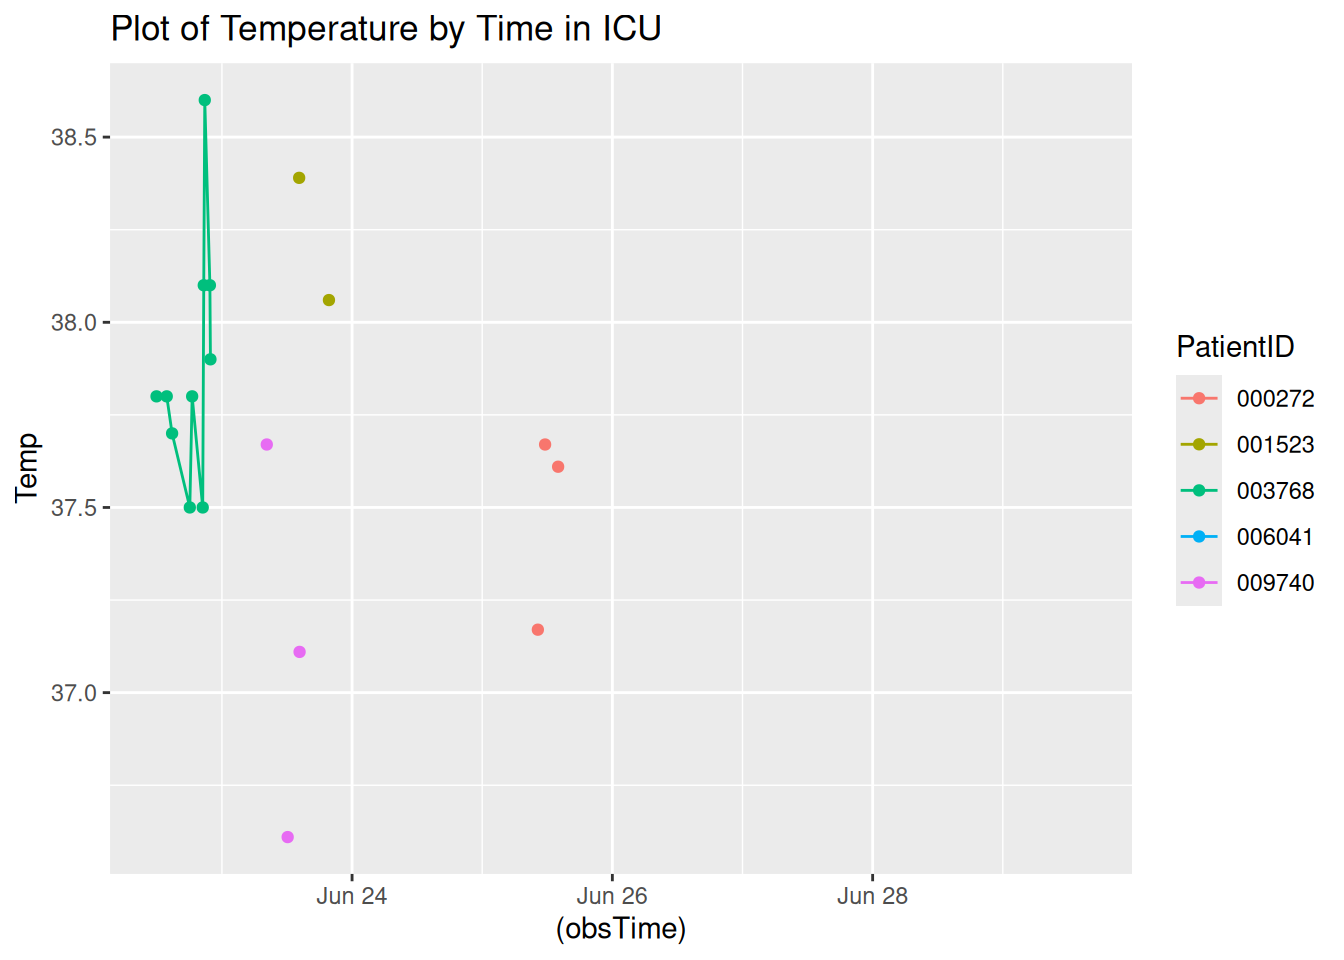 Plot of Temperature by Time in ICU
38.5
38.0
37.5
37.0
Temp
Jun 24
Jun 26
Jun 28
(obsTime)
PatientID
000272
001523
003768
006041
009740